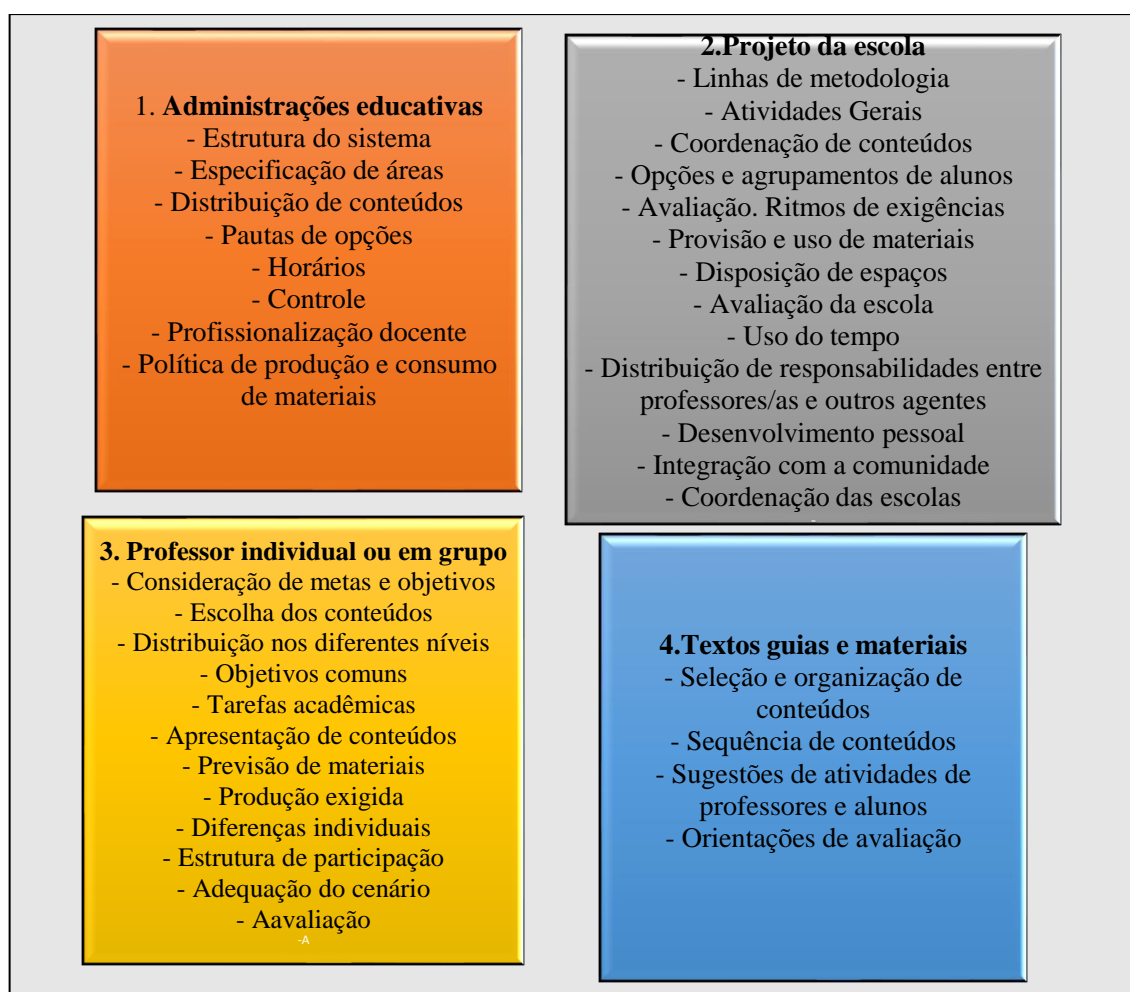 1. Administrações educativas
- Estrutura do sistema
- Especificação de áreas
- Distribuição de conteúdos
- Pautas de opções
- Horários
- Controle
- Profissionalização docente
- Política de produção e consumo
de materiais
2.Projeto da escola
- Linhas de metodologia
- Atividades Gerais
- Coordenação de conteúdos
- Opções e agrupamentos de alunos
- Avaliação. Ritmos de exigências
- Provisão e uso de materiais
- Disposição de espaços
- Avaliação da escola
- Uso do tempo
- Distribuição de responsabilidades entre
professores/as e outros agentes
- Desenvolvimento pessoal
- Integração com a comunidade
- Coordenação das escolas
3. Professor individual ou em grupo
- Consideração de metas e objetivos
- Escolha dos conteúdos
- Distribuição nos diferentes níveis
- Objetivos comuns
- Tarefas acadêmicas
- Apresentação de conteúdos
- Previsão de materiais
- Produção exigida
- Diferenças individuais
- Estrutura de participação
- Adequação do cenário
- Aavaliação
-A
4.Textos guias e materiais
- Seleção e organização de
conteúdos
- Sequência de conteúdos
- Sugestões de atividades de
professores e alunos
- Orientações de avaliação